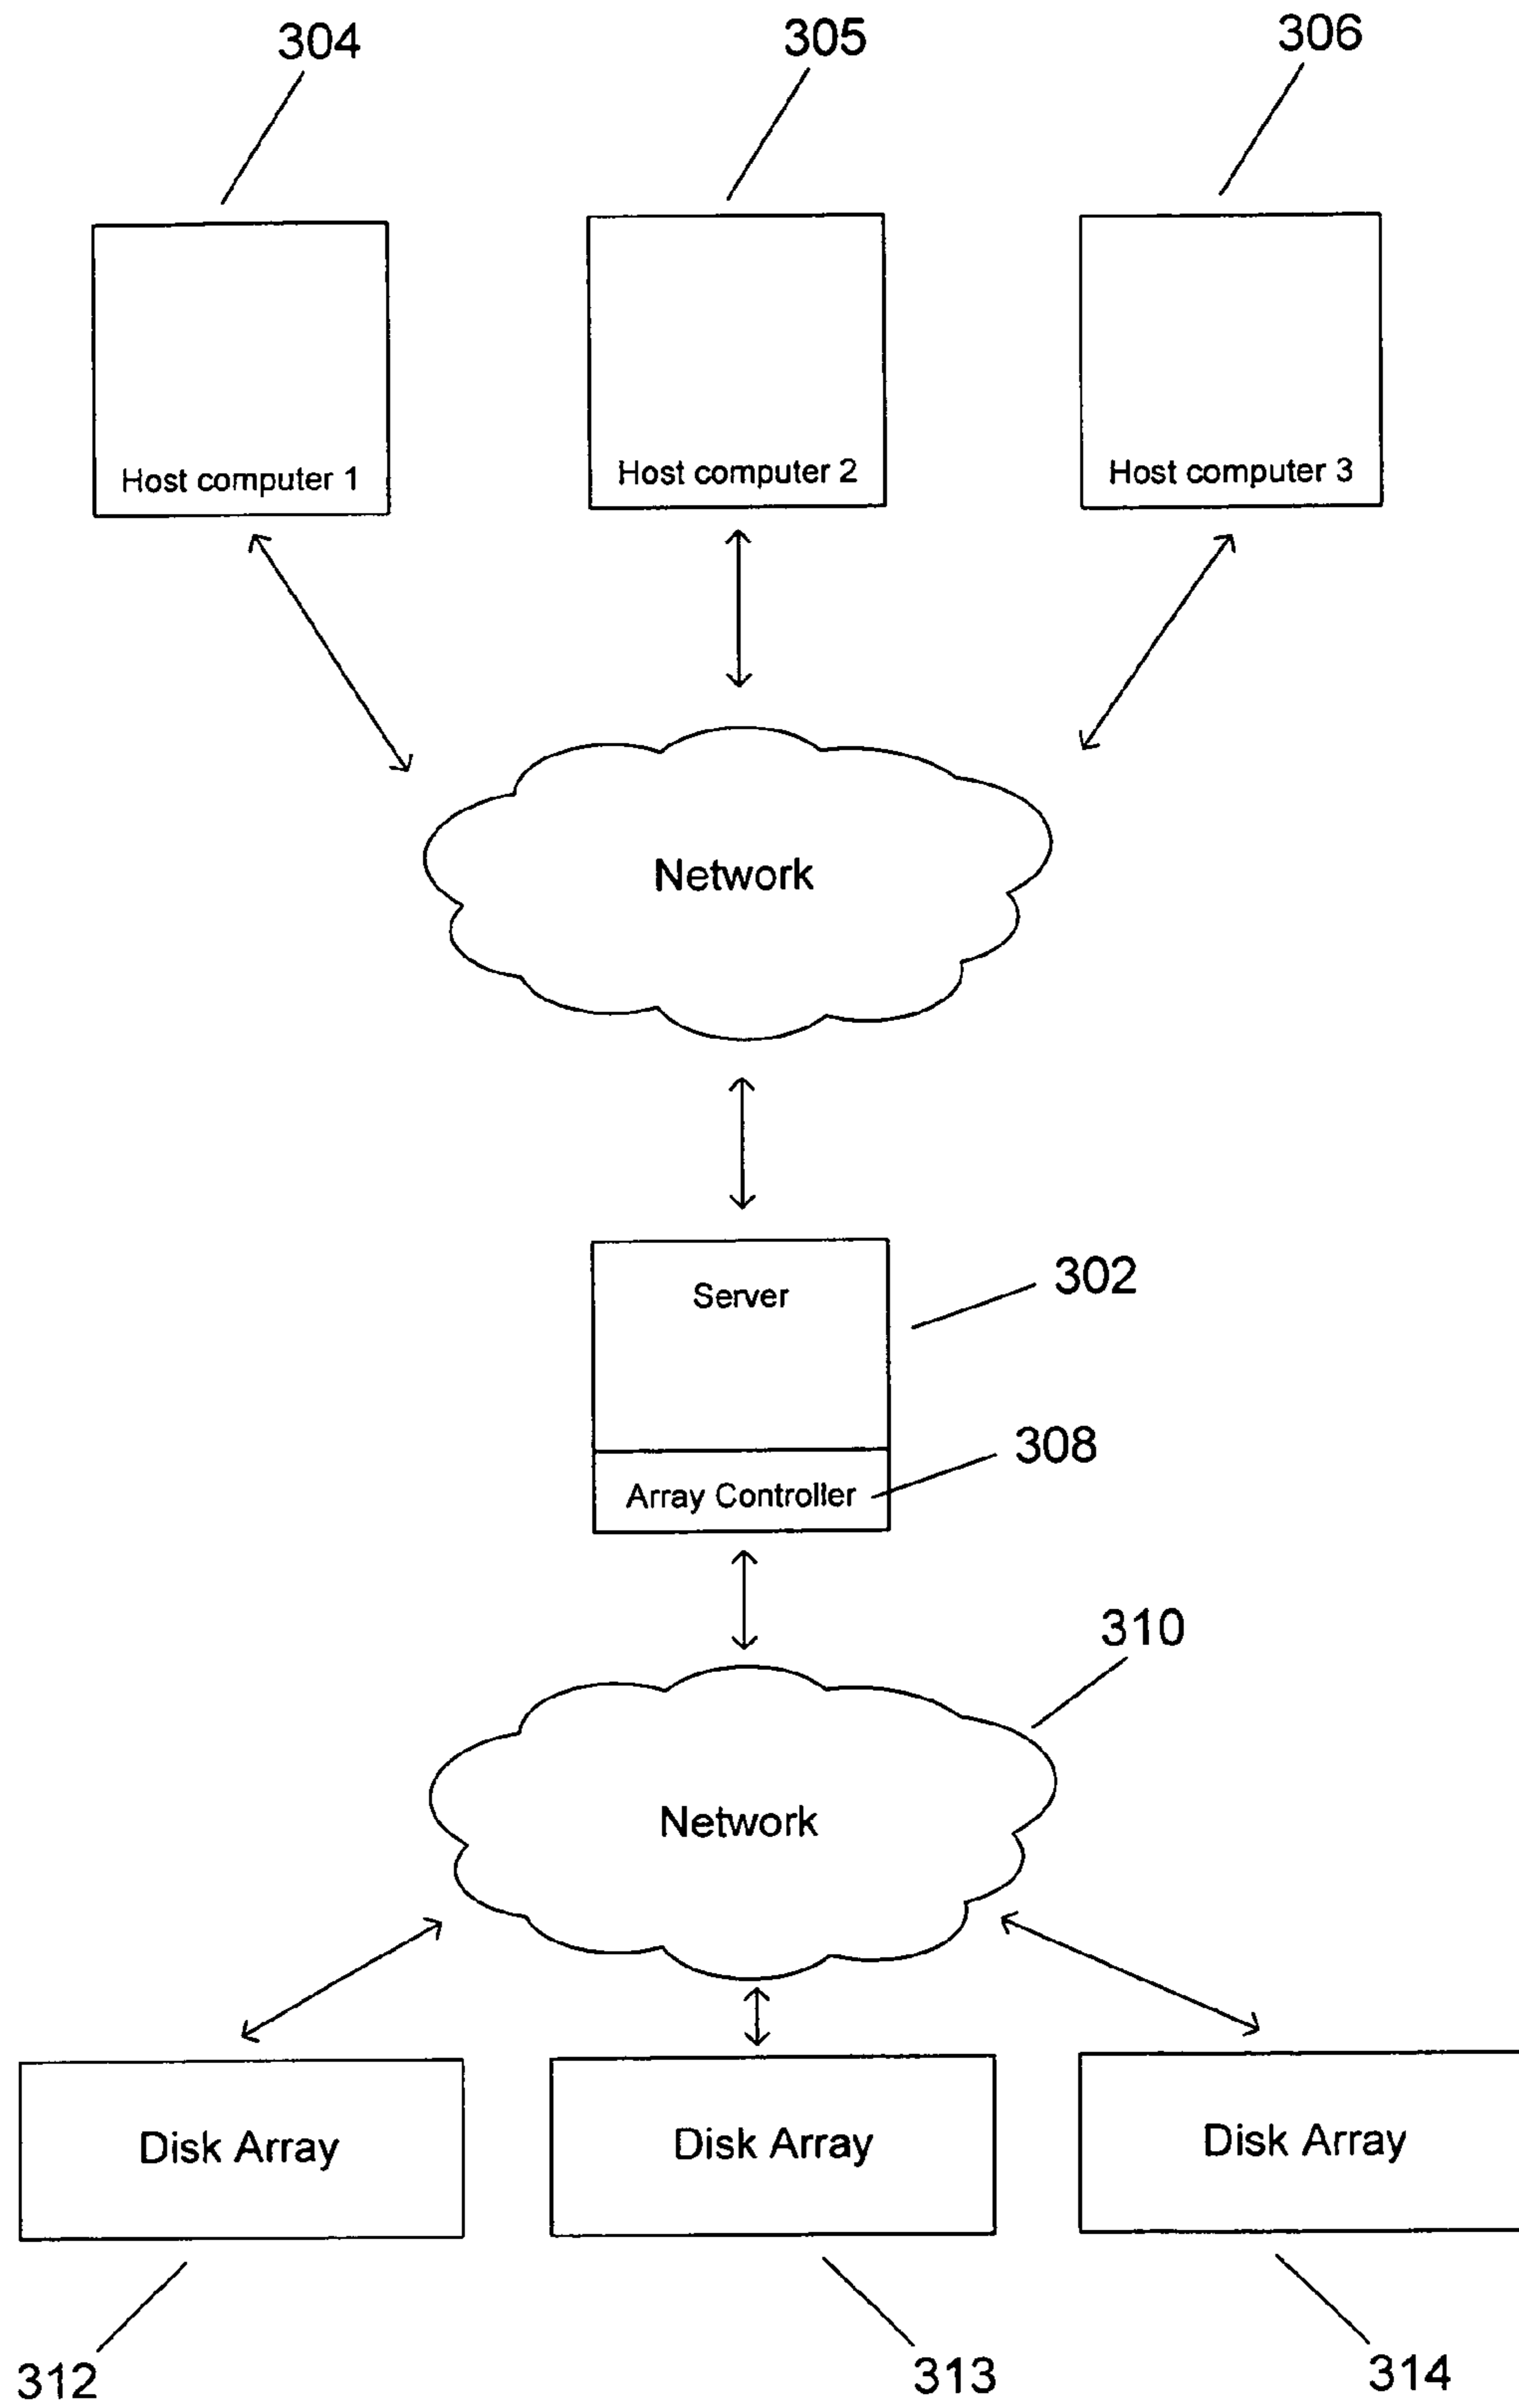 304
305
306
Host computer 1
Host computer 2
Host computer 3
Network
Server
302
Array Controller
308
310
Network
Disk Array
Disk Array
Disk Array
312
313
314